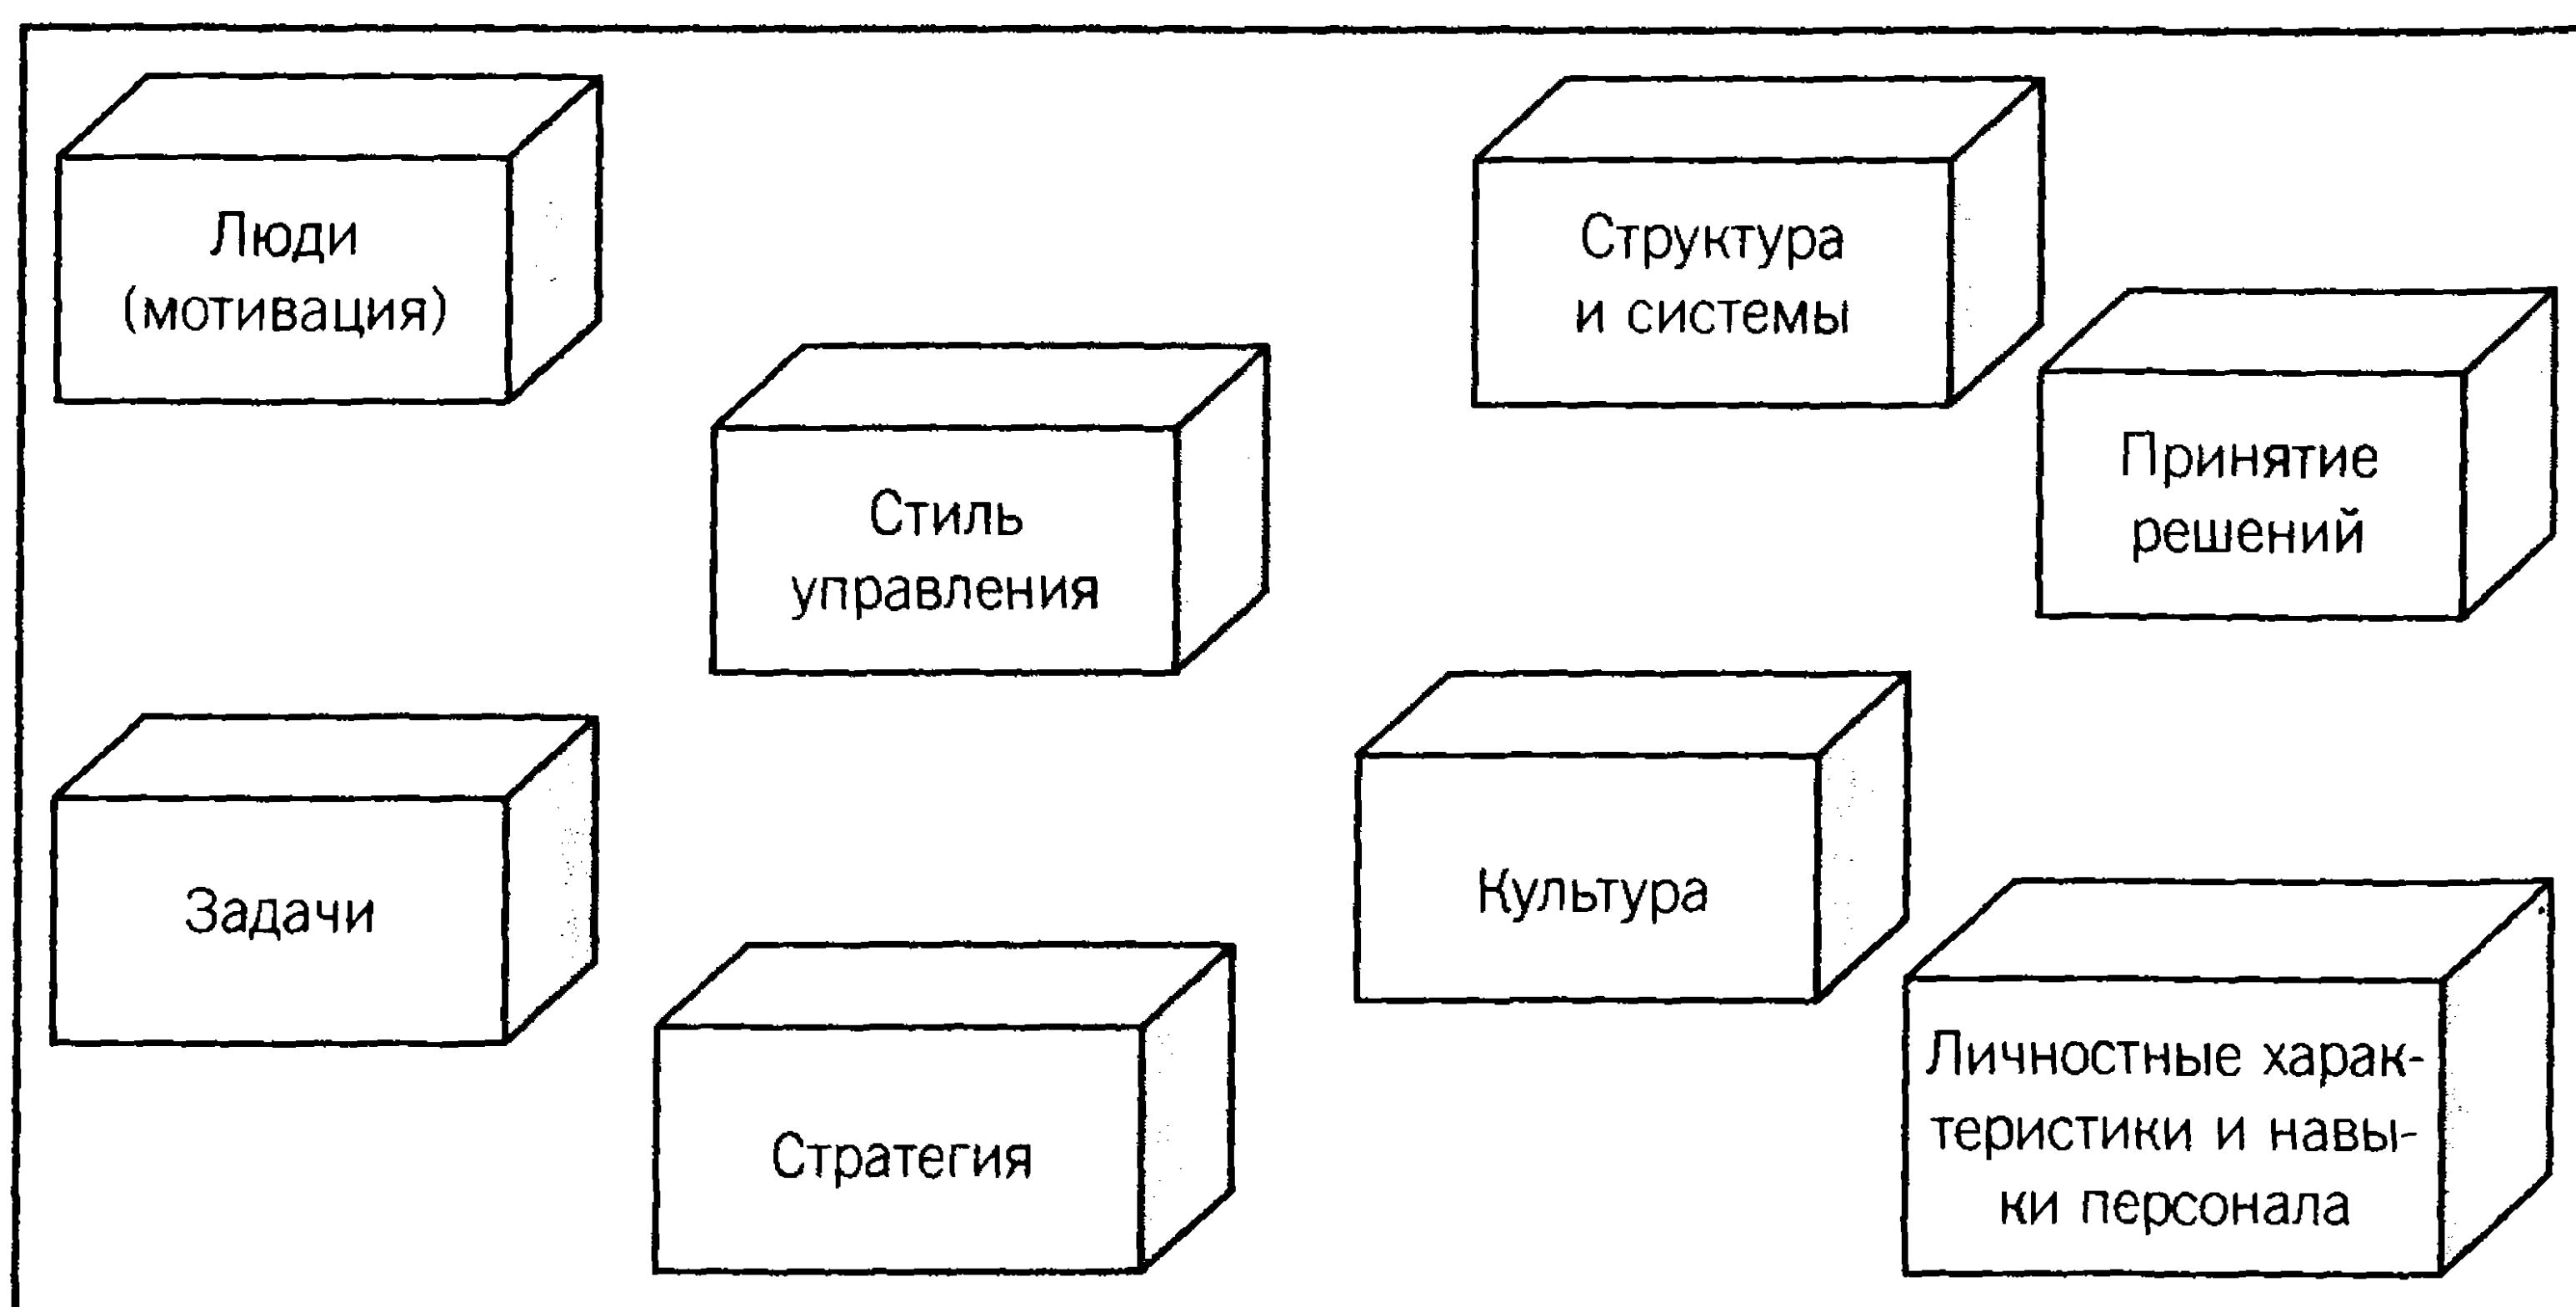 Люди
(мотивация)
Структура
и системы
Стиль
управления
Принятие
решений
Задачи
Культура
Стратегия
Личностные харак-
теристики и навы-
ки персонала